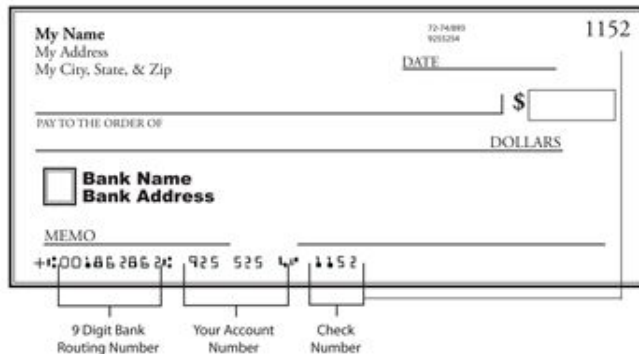 My Name
My Address
My City, State, & Zip
1152
DATE
$
PAY TO THE ORDER OF
DOLLARS
Bank Name
Bank Address
MEMO
001862862 925 525 1152
9 Digit Bank
Routing Number
Your Account
Number
Check
Number